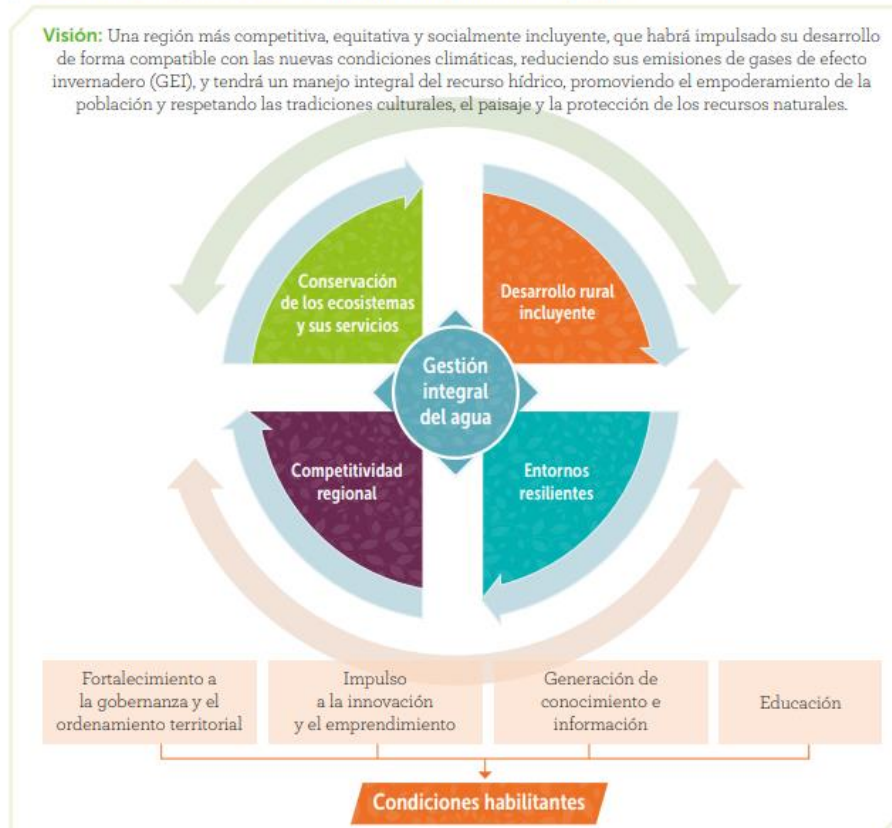 Visión: Una región más competitiva, equitativa y socialmente incluyente, que habrá impulsado su desarrollo
de forma compatible con las nuevas condiciones climáticas, reduciendo sus emisiones de gases de efecto
invernadero (GEI), y tendrá un manejo integral del recurso hídrico, promoviendo el empoderamiento de la
población y respetando las tradiciones culturales, el paisaje y la protección de los recursos naturales.
Conservación
de los ecosistemas
y sus servicios
Desarrollo rural
incluyente
Gestión
integral
del agua
Competitividad
regional
Entornos
resilientes
Fortalecimiento a
la gobernanza y el
ordenamiento territorial
Impulso
a la innovación
y el emprendimiento
Generación de
conocimiento e
información
Educación
Condiciones habilitantes